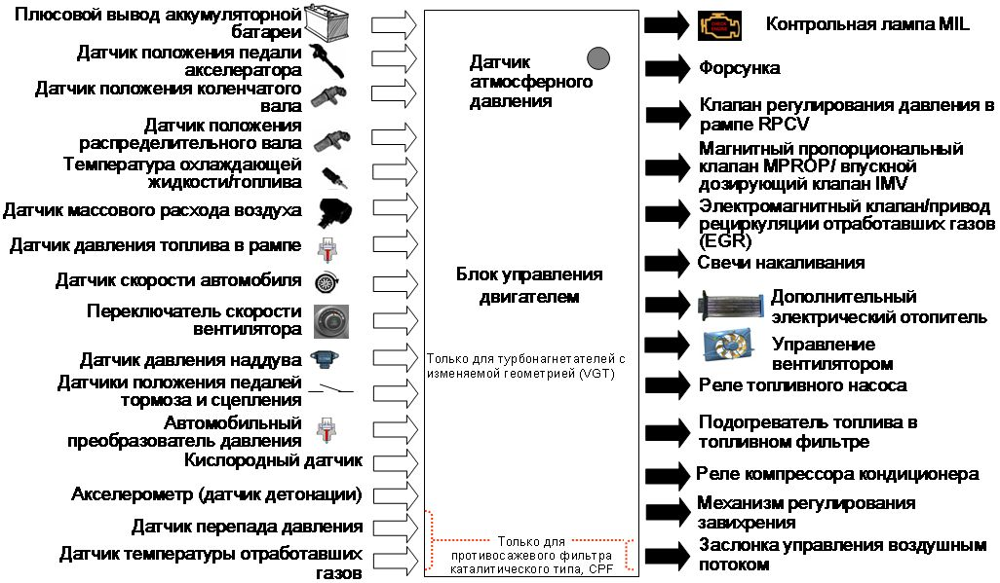 Плюсовой вывод аккумуляторной
батареи
Датчик положения педали
акселератора
Датчик положения коленчатого
вала
Датчик положения
распределительного вала
Температура охлаждающей
жидкости/топлива
Датчик массового расхода воздуха
Датчик давления топлива в рампе
Датчик скорости автомобиля
Переключатель скорости
вентилятора
Датчик давления наддува
Датчики положения педалей
тормоза и сцепления
Автомобильный
преобразователь давления
Кислородный датчик
Акселерометр (датчик детонации)
Датчик перепада давления
Датчик температуры отработавших
газов
Датчик
атмосферного
давления
Блок управления
двигателем
Только для турбонагнетателей с
изменяемой геометрией (VGT)
Только для
противосажевого фильтра
каталитического типа, CPF
CHECK
ENGINE
Контрольная лампа MIL
Форсунка
Клапан регулирования давления в
рампе RPCV
Магнитный пропорциональный
клапан MPROP/ впускной
дозирующий клапан IMV
Электромагнитный клапан/привод
рециркуляции отработавших газов
(EGR)
Свечи накаливания
Дополнительный
электрический отопитель
Управление
вентилятором
Реле топливного насоса
Подогреватель топлива в
топливном фильтре
Реле компрессора кондиционера
Механизм регулирования
завихрения
Заслонка управления воздушным
потоком